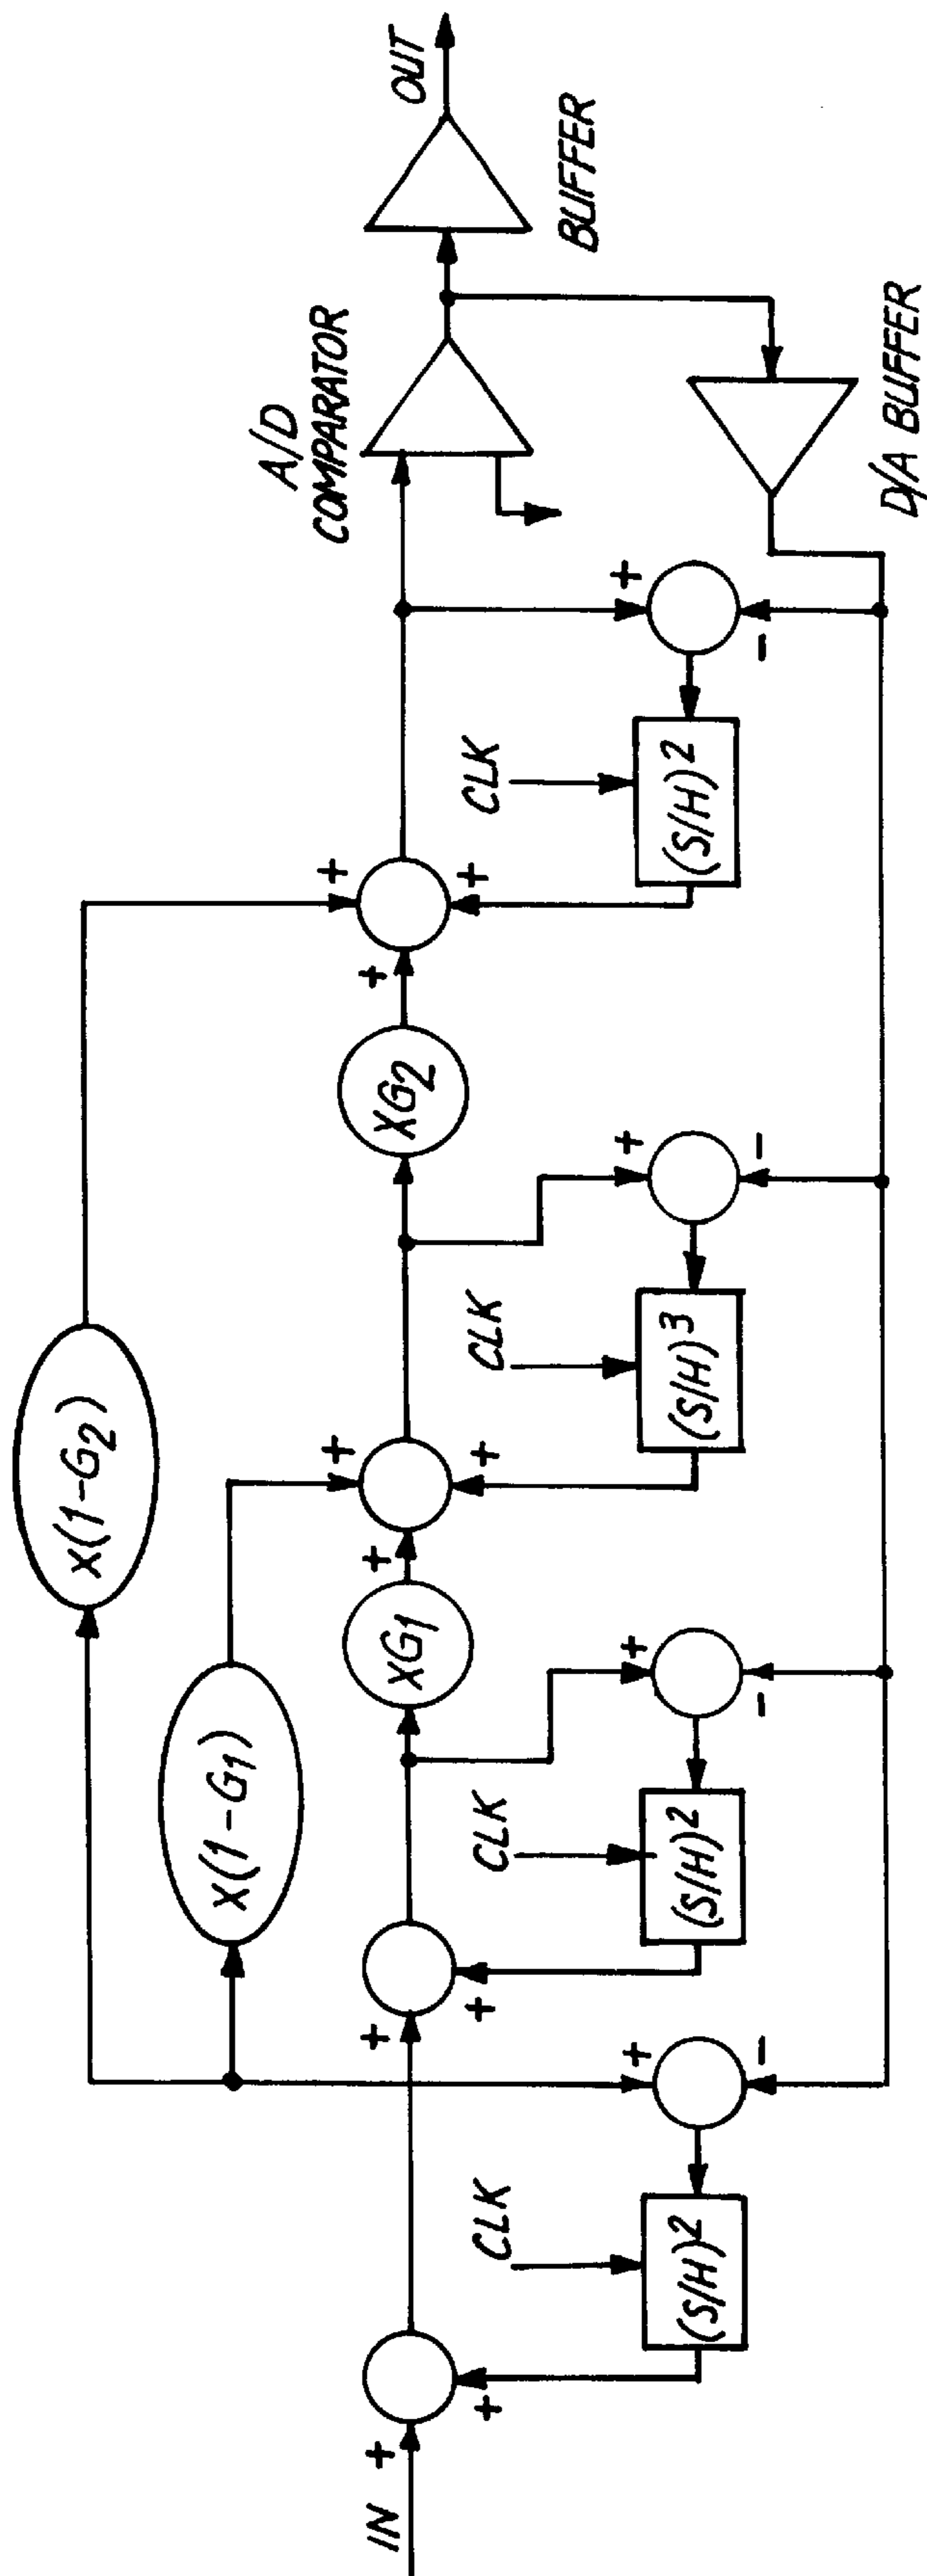 IN
+
+
CLK
(S/H)²
+
−
+
+
CLK
(S/H)²
+
−
X(1-G₁)
X(1-G₂)
XG₁
+
+
+
CLK
(S/H)³
+
−
XG₂
+
+
+
CLK
(S/H)²
+
−
A/D
COMPARATOR
D/A BUFFER
BUFFER
OUT